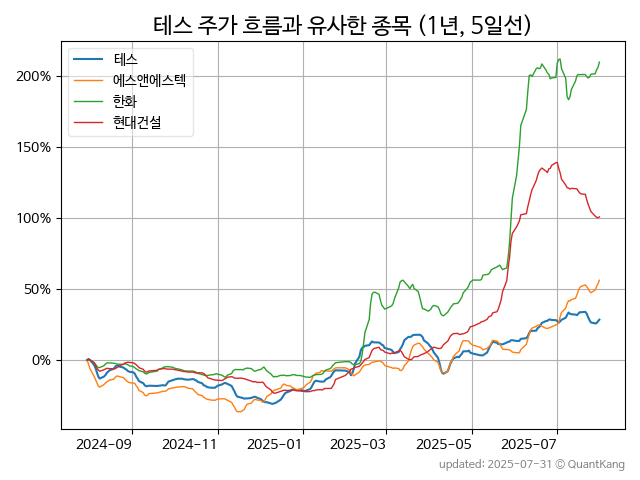 테스 주가 흐름과 유사한 종목 (1년, 5일선)
테스
에스앤에스텍
한화
현대건설
200%
150%
100%
50%
0%
2024-09 2024-11 2025-01 2025-03 2025-05 2025-07
updated: 2025-07-31 © QuantKang